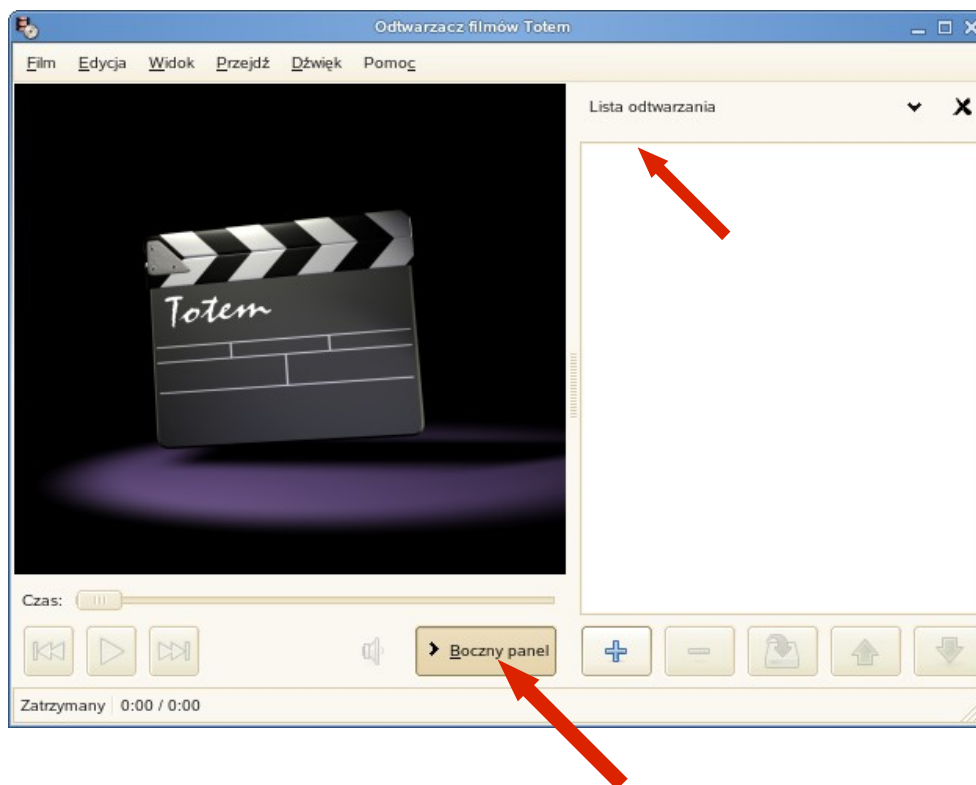 Odtwarzacz filmów Totem
Film Edycja Widok Przejdź Dźwięk Pomoc
Lista odtwarzania
Totem
Czas:
Boczny panel
Zatrzymany 0:00 / 0:00